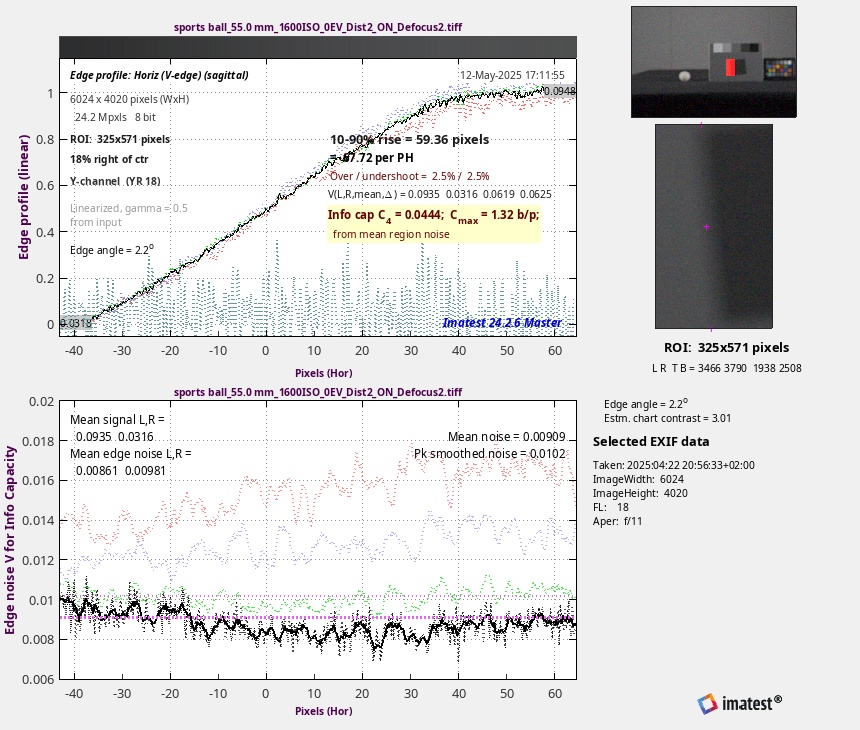 sports ball_55.0 mm_1600ISO_0EV_Dist2_ON_Defocus2.tiff
Edge profile: Horiz (V-edge) (sagittal)
12-May-2025 17:11:55
6024 x 4020 pixels (WxH)
24.2 Mpxls 8 bit
ROI: 325x571 pixels
18% right of ctr
Y-channel (YR 18)
Linearized, gamma = 0.5
from input
Edge angle = 2.2o
0.0948
10-90% rise = 59.36 pixels
= 67.72 per PH
Over / undershoot = 2.5% / 2.5%
V(L,R,mean,Δ) = 0.0935 0.0316 0.0619 0.0625
Info cap C4 = 0.0444; Cmax = 1.32 b/p;
from mean region noise
0.0318
Imatest 24.2.6 Master
Edge profile (linear)
1
0.8
0.6
0.4
0.2
0
-40 -30 -20 -10 0 10 20 30 40 50 60
Pixels (Hor)
ROI: 325x571 pixels
L R T B = 3466 3790 1938 2508
sports ball_55.0 mm_1600ISO_0EV_Dist2_ON_Defocus2.tiff
Mean signal L,R =
0.0935 0.0316
Mean edge noise L,R =
0.00861 0.00981
Mean noise = 0.00909
Pk smoothed noise = 0.0102
Edge noise V for Info Capacity
0.02
0.018
0.016
0.014
0.012
0.01
0.008
0.006
-40 -30 -20 -10 0 10 20 30 40 50 60
Pixels (Hor)
Edge angle = 2.2o
Estm. chart contrast = 3.01
Selected EXIF data
Taken: 2025:04:22 20:56:33+02:00
ImageWidth: 6024
ImageHeight: 4020
FL: 18
Aper: f/11
imatest®